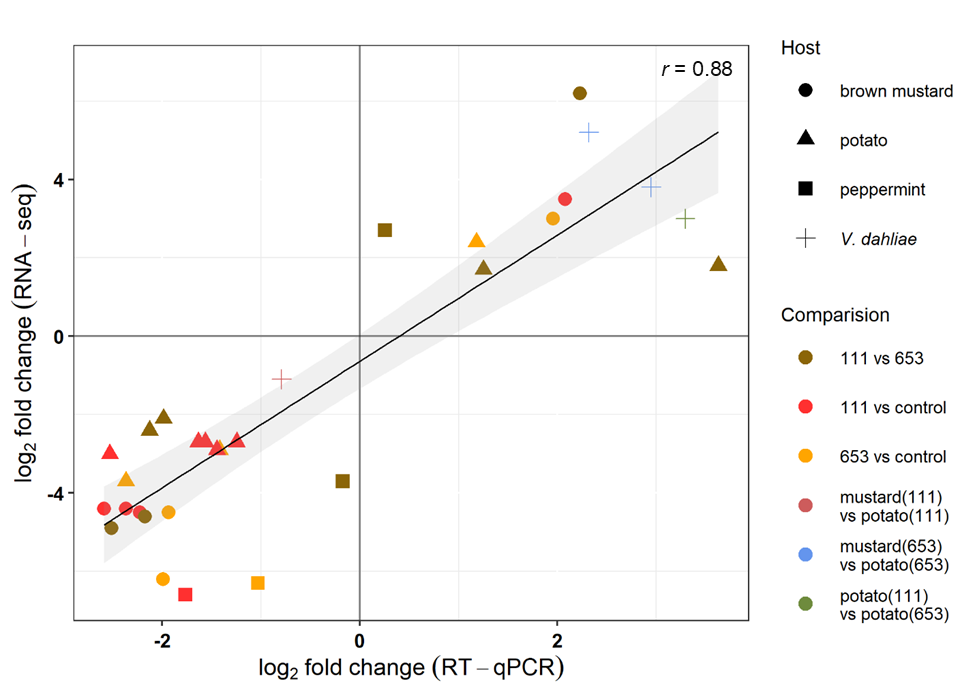 r = 0.88
4
0
-4
-2
0
2
log2 fold change (RNA − seq)
log2 fold change (RT − qPCR)
Host
brown mustard
potato
peppermint
V. dahliae
Comparision
111 vs 653
111 vs control
653 vs control
mustard(111)
vs potato(111)
mustard(653)
vs potato(653)
potato(111)
vs potato(653)